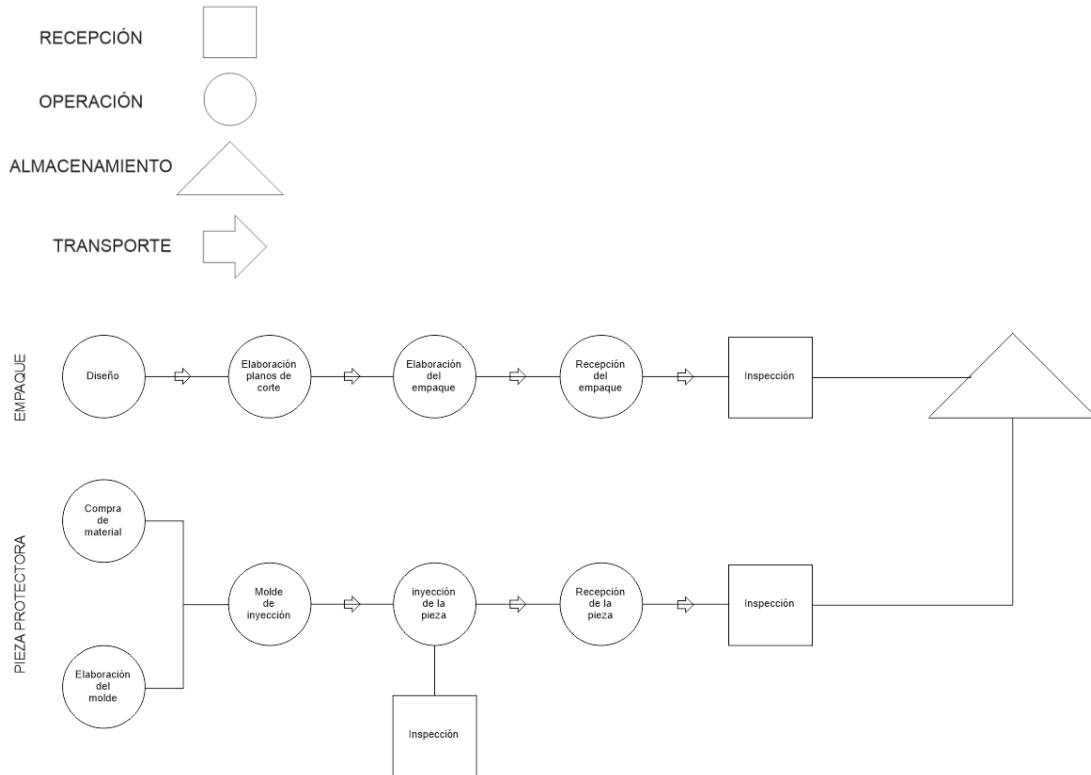 RECEPCIÓN
OPERACIÓN
ALMACENAMIENTO
TRANSPORTE
EMPAQUE
Diseño
Elaboración
planos de
corte
Elaboración
del
empaque
Recepción
del
empaque
Inspección
PIEZA PROTECTORA
Compra
de
material
Elaboración
del
molde
Molde
de
inyección
inyección
de la
pieza
Inspección
Recepción
de la
pieza
Inspección